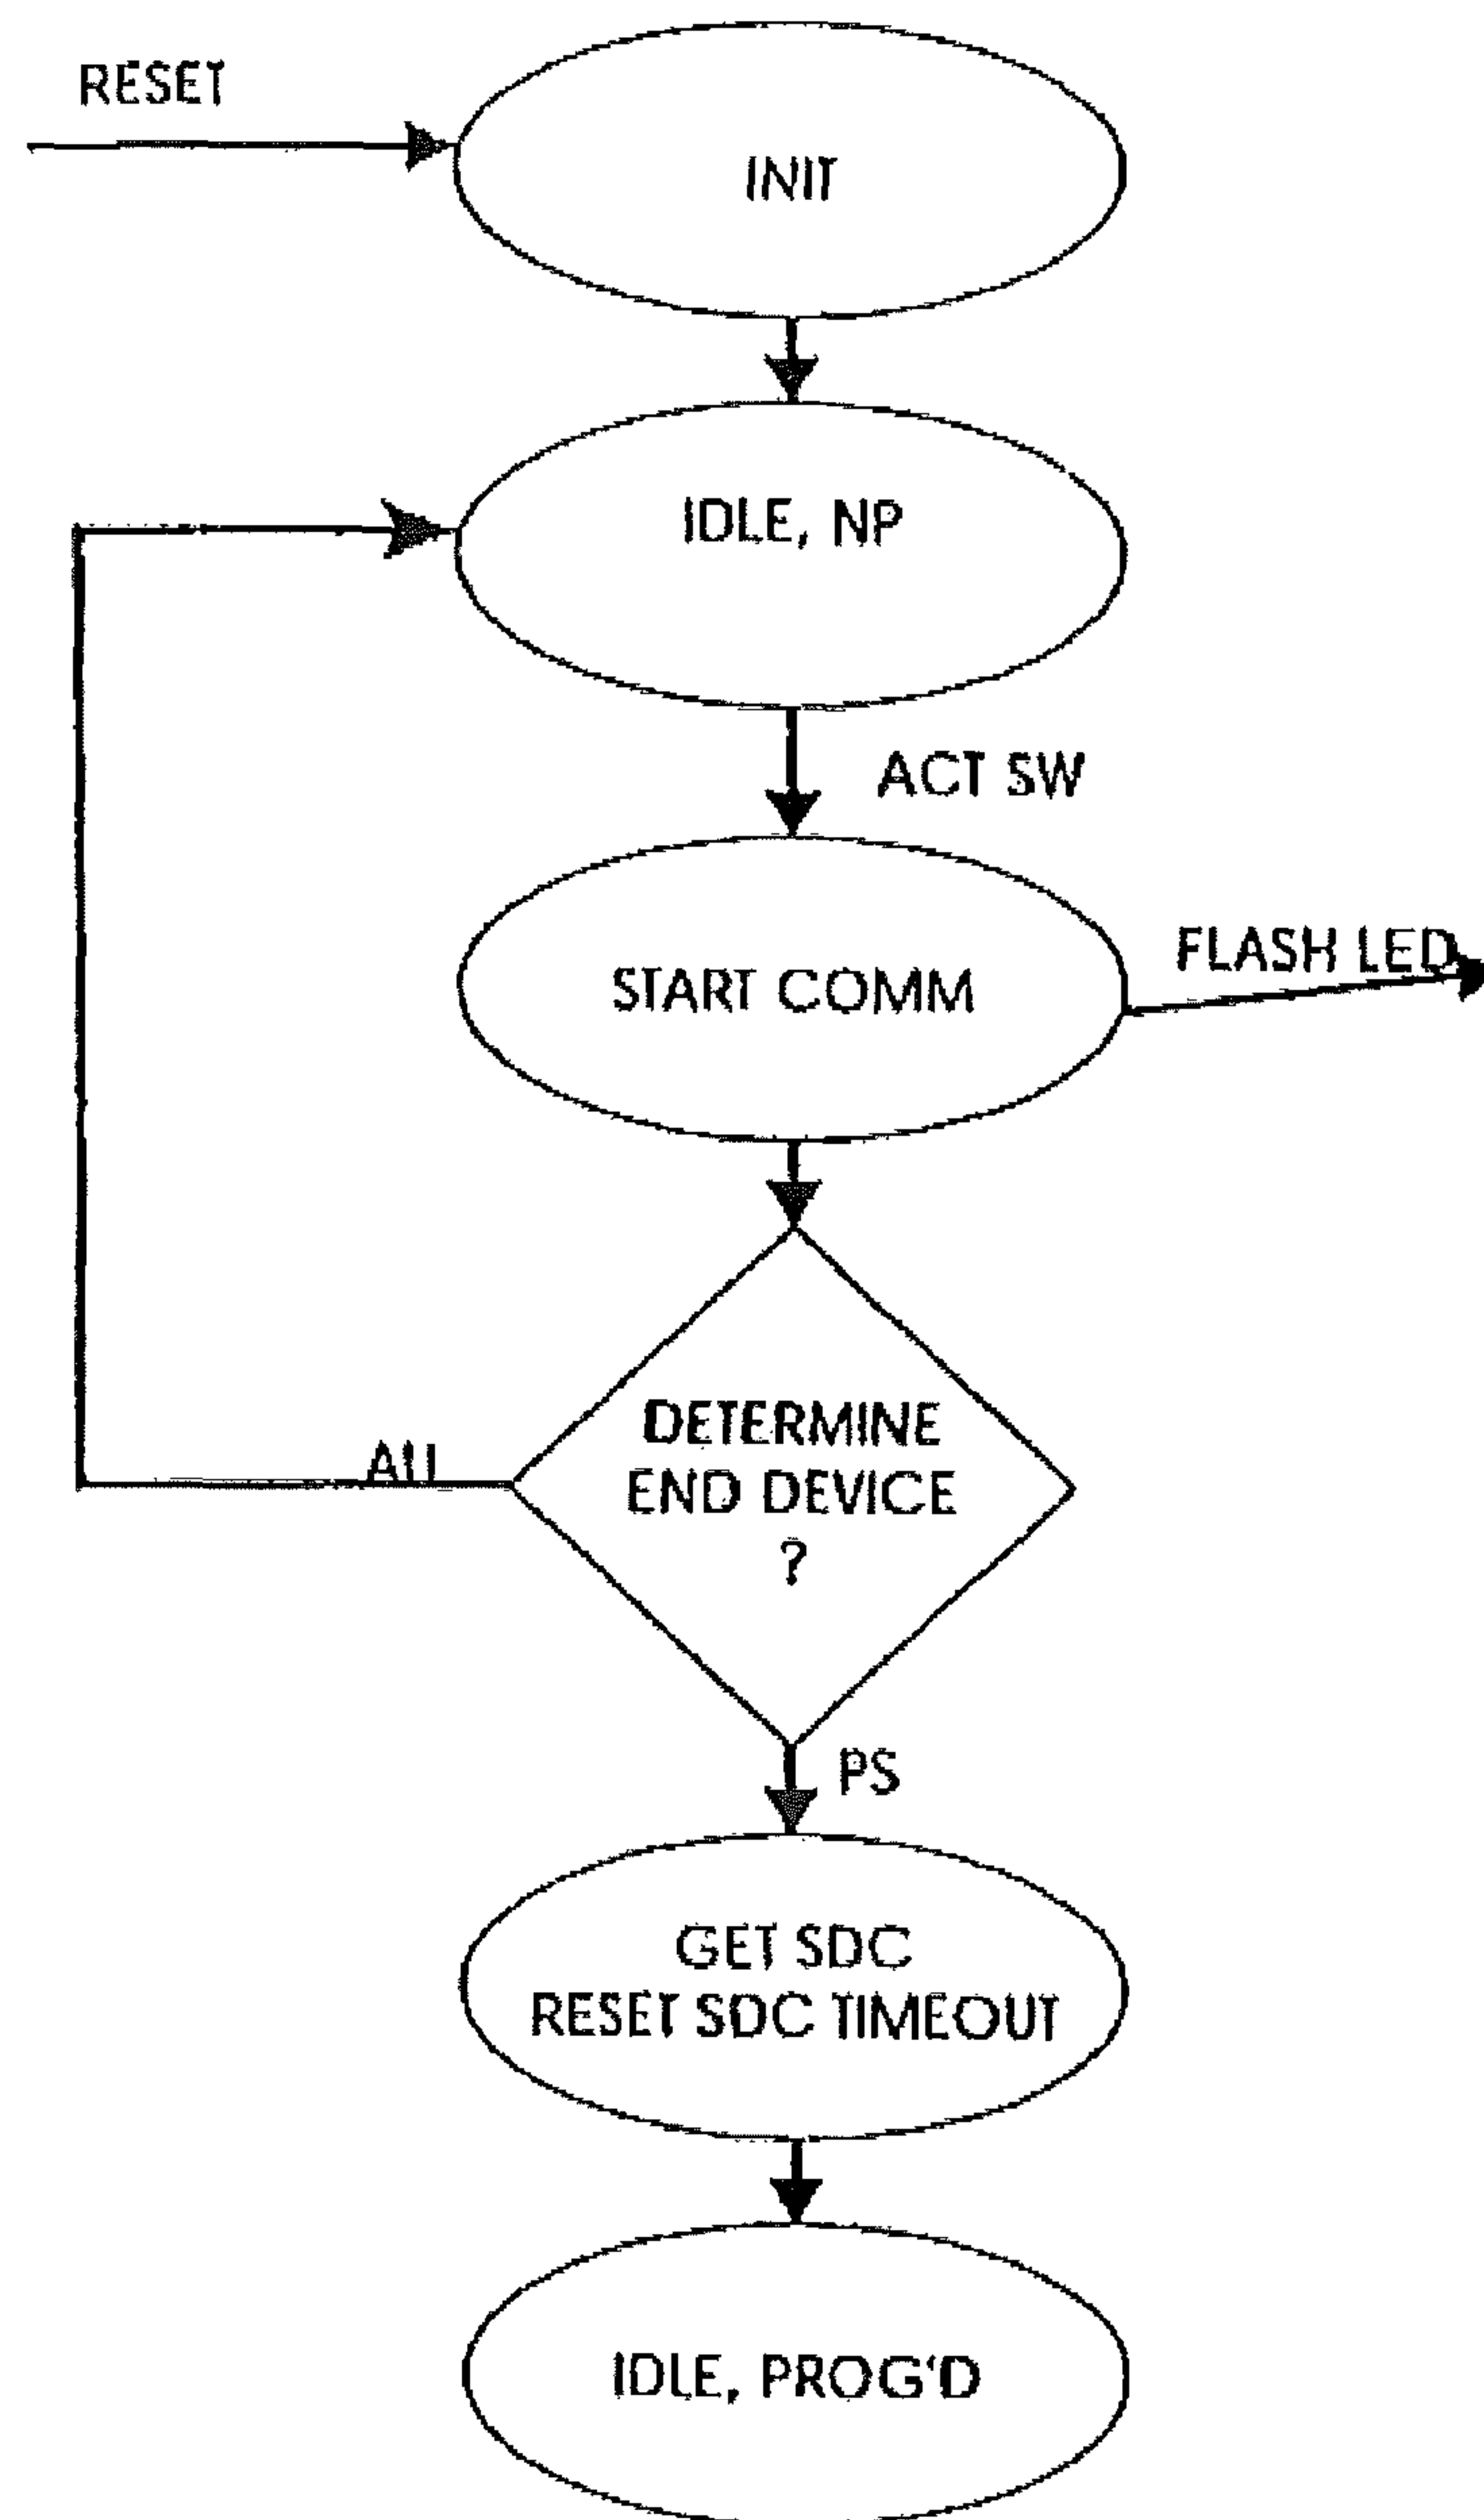 RESET
INIT
IDLE, NP
ACT SW
FLASH LED
START COMM
DETERMINE
END DEVICE
?
PS
GET SDC
RESET SDC TIMEOUT
IDLE, PROG'D